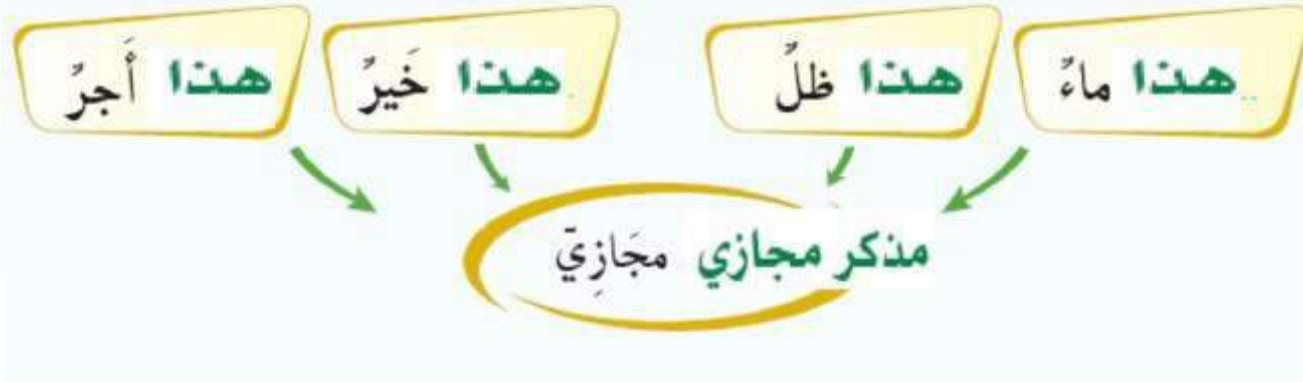 هذا ماءٌ
هذا ظلٌ
هذا خَيرٌ
هذا أَجرٌ
مذكر مجازي مجَازِيّ